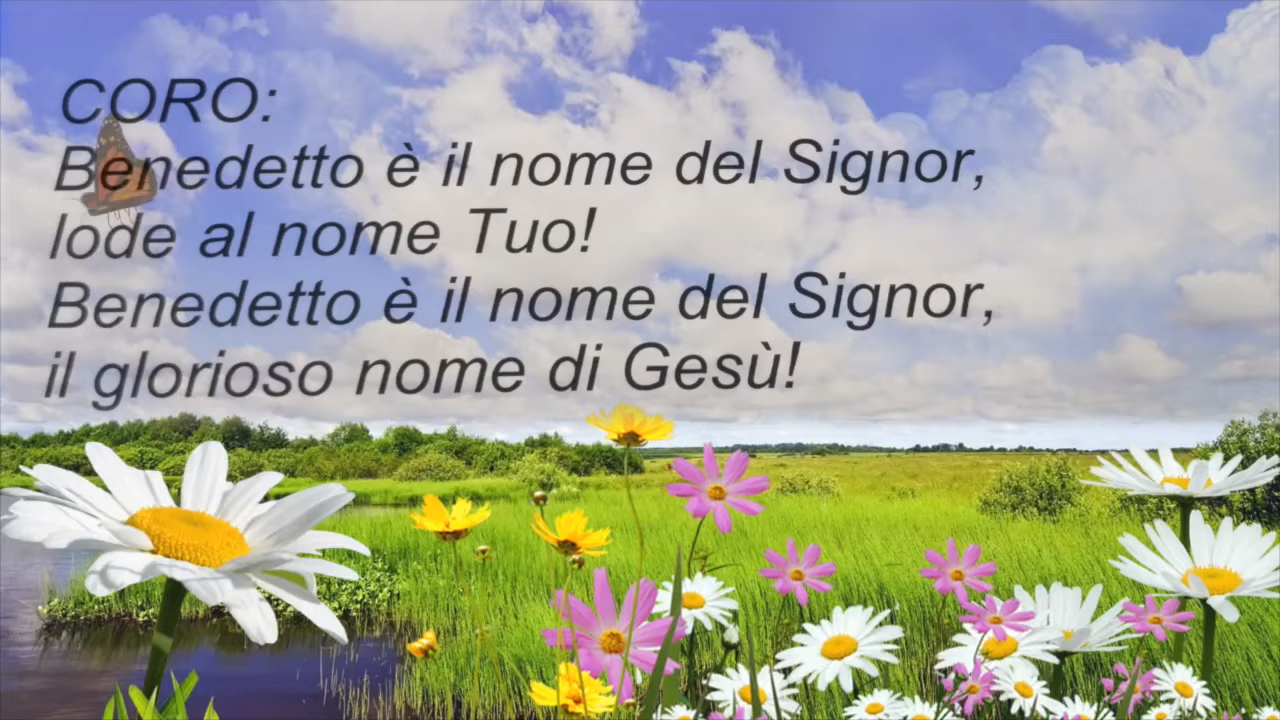 CORO:
Benedetto è il nome del Signor,
lode al nome Tuo!
Benedetto è il nome del Signor,
il glorioso nome di Gesù!